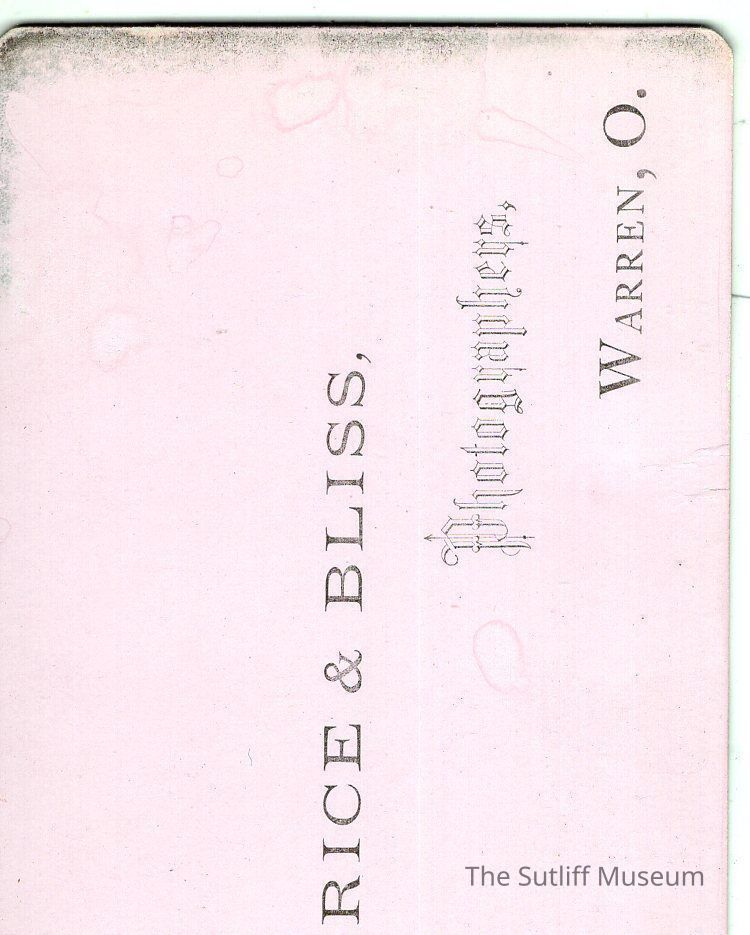 RICE & BLISS,
Photographers,
WARREN, O.
The Sutliff Museum